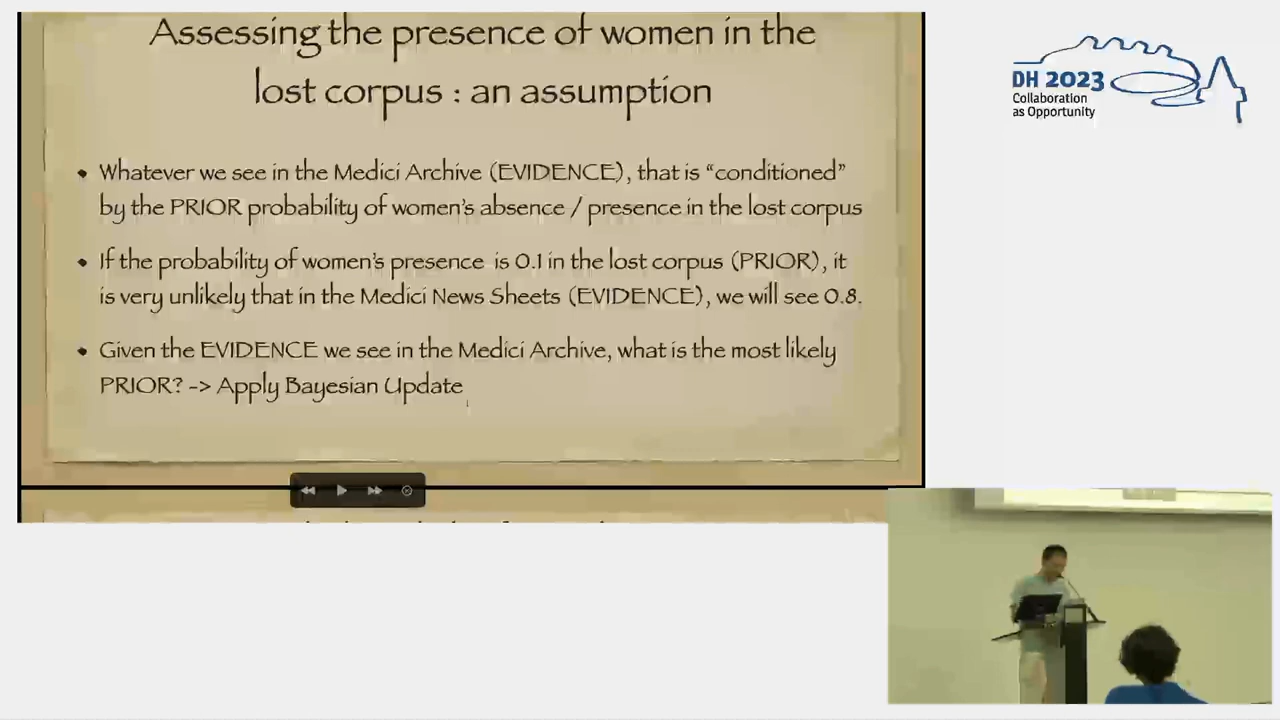 Assessing the presence of women in the
lost corpus : an assumption
• Whatever we see in the Medici Archive (EVIDENCE), that is “conditioned”
by the PRIOR probability of women’s absence / presence in the lost corpus
• If the probability of women’s presence is 0.1 in the lost corpus (PRIOR), it
is very unlikely that in the Medici News Sheets (EVIDENCE), we will see 0.8.
• Given the EVIDENCE we see in the Medici Archive, what is the most likely
PRIOR? -> Apply Bayesian Update
DH 2023
Collaboration
as Opportunity